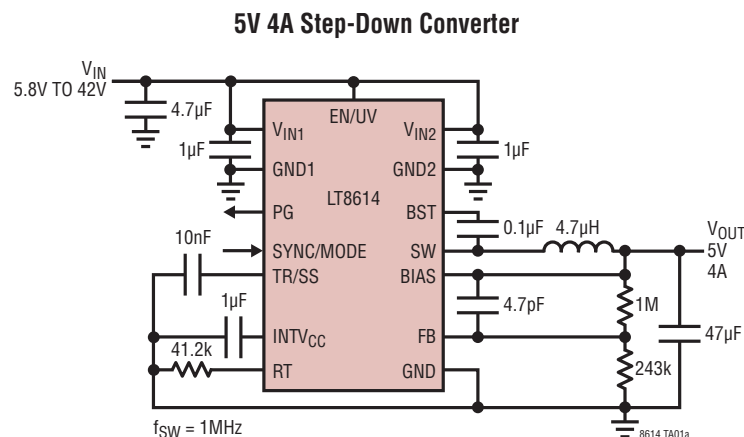 5V 4A Step-Down Converter
VIN
5.8V TO 42V
4.7µF
EN/UV
VIN1
VIN2
1µF
1µF
GND1
GND2
LT8614
PG
BST
0.1µF
4.7µH
VOUT
5V
4A
10nF
SYNC/MODE
SW
TR/SS
BIAS
1µF
4.7pF
1M
INTVCC
FB
47µF
41.2k
RT
GND
243k
fSW = 1MHz
8614 TA01a